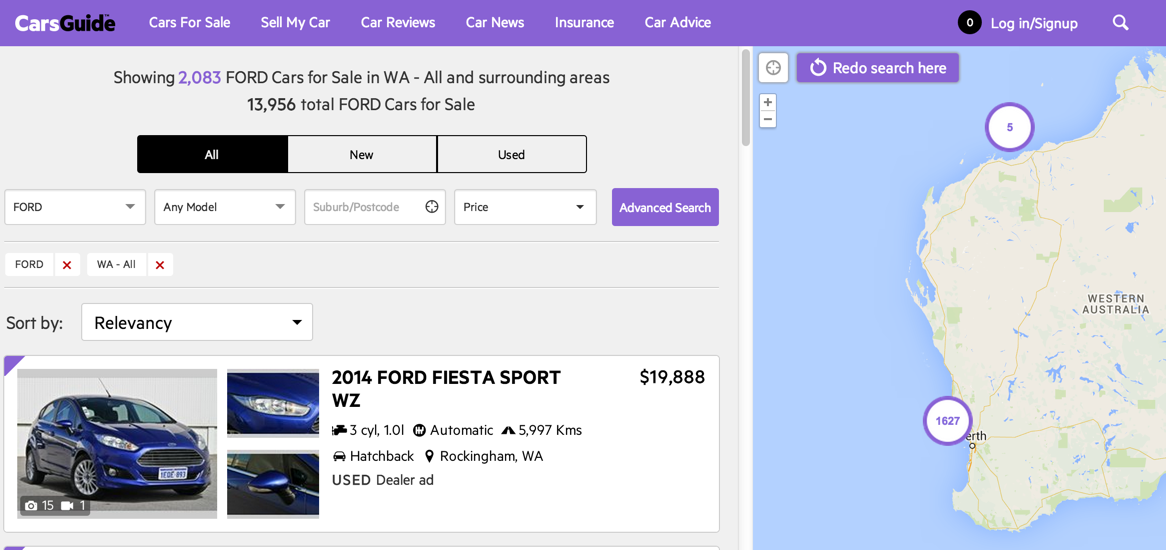 CarsGuide
Cars For Sale
Sell My Car
Car Reviews
Car News
Insurance
Car Advice
0
Log in/Signup
Showing 2,083 FORD Cars for Sale in WA - All and surrounding areas
13,956 total FORD Cars for Sale
All
New
Used
FORD
Any Model
Suburb/Postcode
Price
Advanced Search
FORD
WA - All
Sort by:
Relevancy
2014 FORD FIESTA SPORT
WZ
$19,888
3 cyl, 1.0l
Automatic
5,997 Kms
Hatchback
Rockingham, WA
USED Dealer ad
15
1
Redo search here
+
−
5
WESTERN
AUSTRALIA
1627
erth